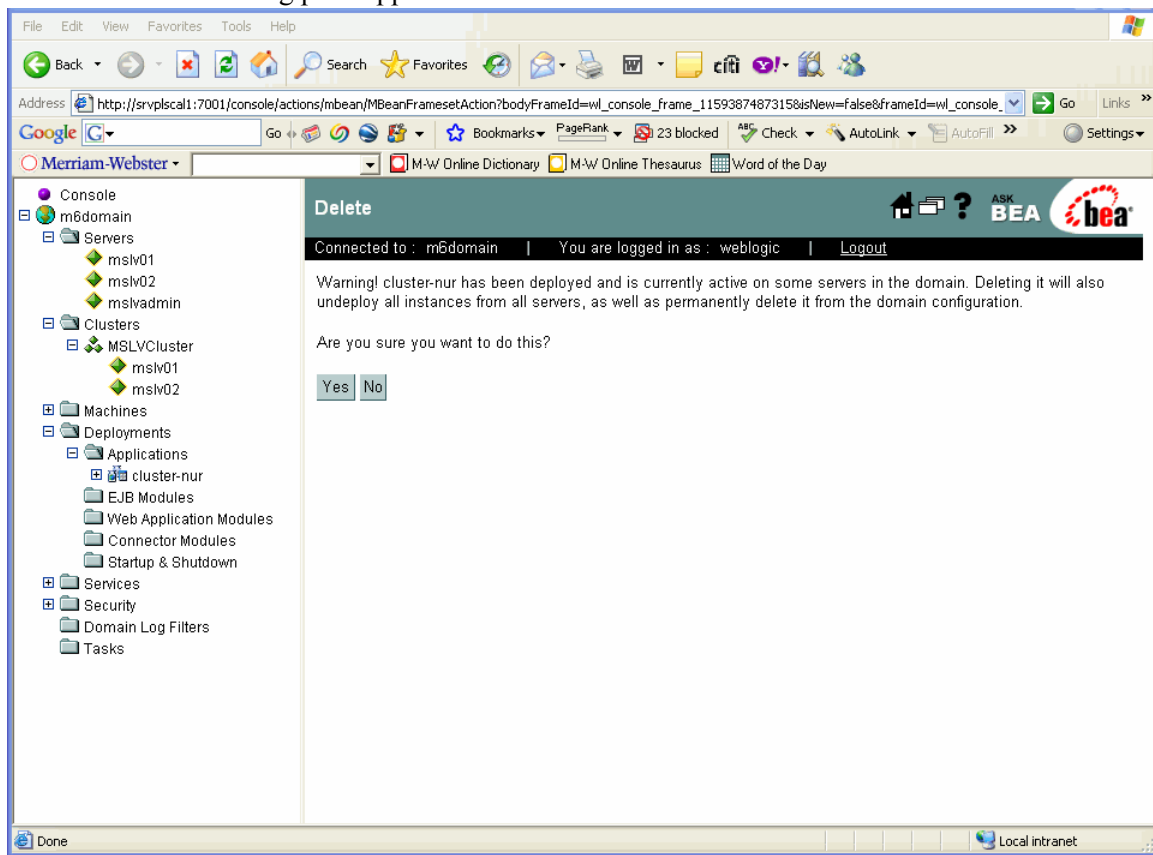 File Edit View Favorites Tools Help
Back Search Favorites citi
Address http://srvplscal1:7001/console/actions/mbean/MBeanFramesetAction?bodyFrameId=wl_console_frame_1159387487315&isNew=false&frameId=wl_console_ Go Links »
Google G Go Bookmarks PageRank 23 blocked ABC Check AutoLink AutoFill » Settings
Merriam-Webster M-W Online Dictionary M-W Online Thesaurus Word of the Day
Console
m6domain
Servers
mslv01
mslv02
mslvadmin
Clusters
MSLVCluster
mslv01
mslv02
Machines
Deployments
Applications
cluster-nur
EJB Modules
Web Application Modules
Connector Modules
Startup & Shutdown
Services
Security
Domain Log Filters
Tasks
Delete ? ASK BEA bea
Connected to : m6domain | You are logged in as : weblogic | Logout
Warning! cluster-nur has been deployed and is currently active on some servers in the domain. Deleting it will also
undeploy all instances from all servers, as well as permanently delete it from the domain configuration.
Are you sure you want to do this?
Yes No
Done Local intranet